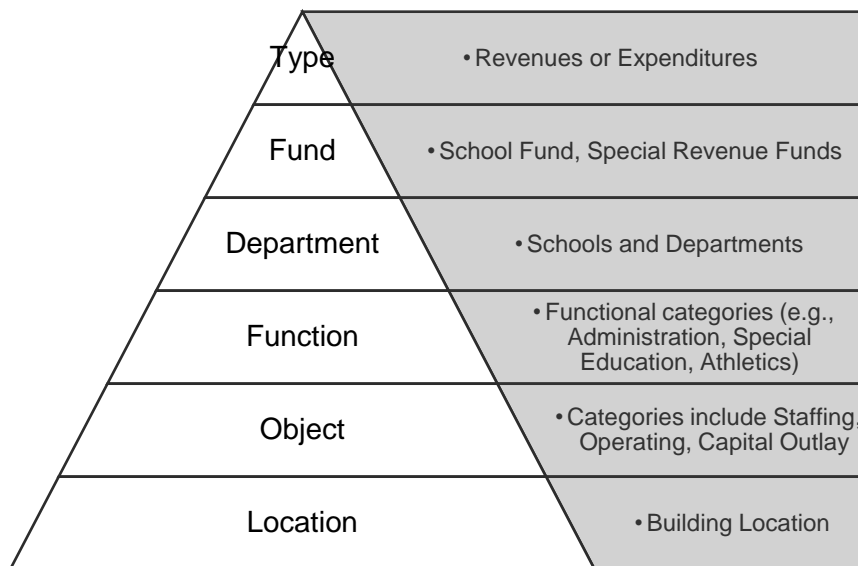 Type
• Revenues or Expenditures
Fund
• School Fund, Special Revenue Funds
Department
• Schools and Departments
Function
• Functional categories (e.g.,
Administration, Special
Education, Athletics)
Object
• Categories include Staffing,
Operating, Capital Outlay
Location
• Building Location